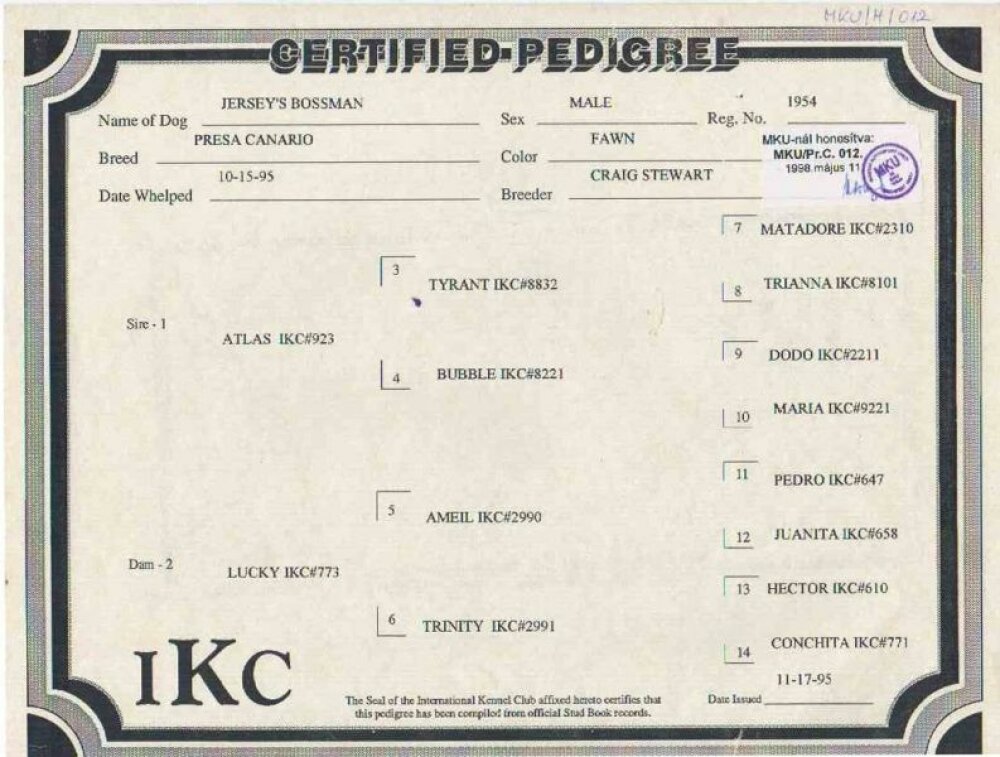 MKU/H/012
CERTIFIED-PEDIGREE
Name of Dog JERSEY'S BOSSMAN Sex MALE Reg. No. 1954
Breed PRESA CANARIO Color FAWN
MKU-nál honosítva:
MKU/Pr.C. 012.
1998.május 11.
MKU
Date Whelped 10-15-95 Breeder CRAIG STEWART
7 MATADORE IKC#2310
3 TYRANT IKC#8832
8 TRIANNA IKC#8101
Sire - 1 ATLAS IKC#923
9 DODO IKC#2211
4 BUBBLE IKC#8221
10 MARIA IKC#9221
11 PEDRO IKC#647
5 AMEIL IKC#2990
12 JUANITA IKC#658
Dam - 2 LUCKY IKC#773
13 HECTOR IKC#610
6 TRINITY IKC#2991
14 CONCHITA IKC#771
IKC
The Seal of the International Kennel Club affixed hereto certifies that
this pedigree has been compiled from official Stud Book records.
Date Issued 11-17-95